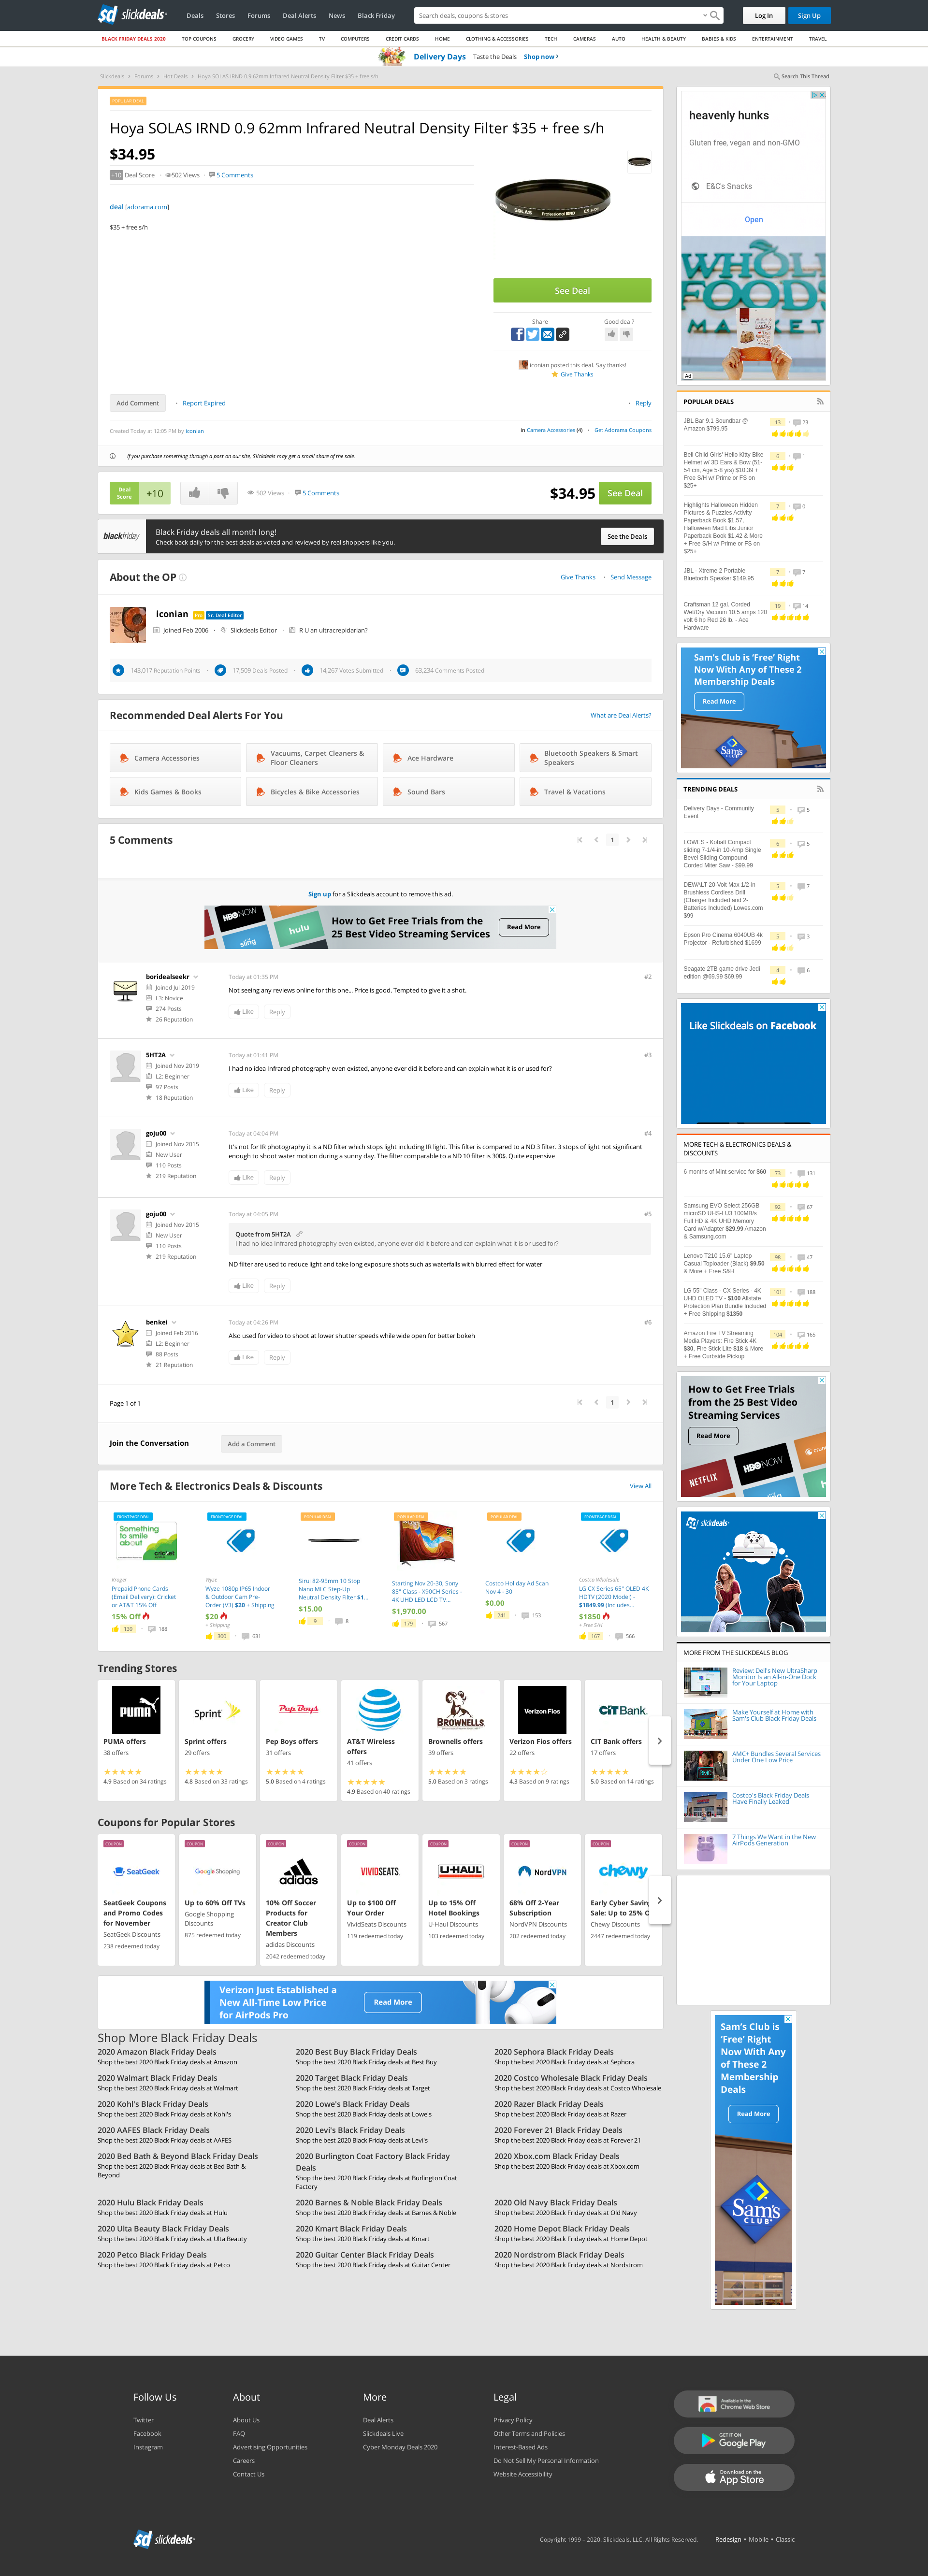 slickdeals
Deals Stores Forums Deal Alerts News Black Friday
Search deals, coupons & stores
Log In Sign Up
BLACK FRIDAY DEALS 2020 TOP COUPONS GROCERY VIDEO GAMES TV COMPUTERS CREDIT CARDS HOME CLOTHING & ACCESSORIES TECH CAMERAS AUTO HEALTH & BEAUTY BABIES & KIDS ENTERTAINMENT TRAVEL
Delivery Days Taste the Deals Shop now ›
Slickdeals › Forums › Hot Deals › Hoya SOLAS IRND 0.9 62mm Infrared Neutral Density Filter $35 + free s/h
Search This Thread
POPULAR DEAL
Hoya SOLAS IRND 0.9 62mm Infrared Neutral Density Filter $35 + free s/h
$34.95
+10 Deal Score 502 Views 5 Comments
deal [adorama.com]
$35 + free s/h
See Deal
Share Good deal?
iconian posted this deal. Say thanks!
Give Thanks
Add Comment Report Expired Reply
Created Today at 12:05 PM by iconian
in Camera Accessories (4) Get Adorama Coupons
If you purchase something through a post on our site, Slickdeals may get a small share of the sale.
Deal Score +10
502 Views 5 Comments
$34.95 See Deal
blackfriday
Black Friday deals all month long!
Check back daily for the best deals as voted and reviewed by real shoppers like you.
See the Deals
About the OP
Give Thanks Send Message
iconian Pro Sr. Deal Editor
Joined Feb 2006 Slickdeals Editor R U an ultracrepidarian?
143,017 Reputation Points 17,509 Deals Posted 14,267 Votes Submitted 63,234 Comments Posted
Recommended Deal Alerts For You
What are Deal Alerts?
Camera Accessories
Vacuums, Carpet Cleaners & Floor Cleaners
Ace Hardware
Bluetooth Speakers & Smart Speakers
Kids Games & Books
Bicycles & Bike Accessories
Sound Bars
Travel & Vacations
5 Comments
1
Sign up for a Slickdeals account to remove this ad.
HBO NOW
sling hulu
How to Get Free Trials from the
25 Best Video Streaming Services
Read More
boridealseekr
Joined Jul 2019
L3: Novice
274 Posts
26 Reputation
Today at 01:35 PM #2
Not seeing any reviews online for this one... Price is good. Tempted to give it a shot.
Like Reply
5HT2A
Joined Nov 2019
L2: Beginner
97 Posts
18 Reputation
Today at 01:41 PM #3
I had no idea Infrared photography even existed, anyone ever did it before and can explain what it is or used for?
Like Reply
goju00
Joined Nov 2015
New User
110 Posts
219 Reputation
Today at 04:04 PM #4
It's not for IR photography it is a ND filter which stops light including IR light. This filter is compared to a ND 3 filter. 3 stops of light not significant
enough to shoot water motion during a sunny day. The filter comparable to a ND 10 filter is 300$. Quite expensive
Like Reply
goju00
Joined Nov 2015
New User
110 Posts
219 Reputation
Today at 04:05 PM #5
Quote from 5HT2A
I had no idea Infrared photography even existed, anyone ever did it before and can explain what it is or used for?
ND filter are used to reduce light and take long exposure shots such as waterfalls with blurred effect for water
Like Reply
benkei
Joined Feb 2016
L2: Beginner
88 Posts
21 Reputation
Today at 04:26 PM #6
Also used for video to shoot at lower shutter speeds while wide open for better bokeh
Like Reply
Page 1 of 1
1
Join the Conversation Add a Comment
More Tech & Electronics Deals & Discounts
View All
FRONTPAGE DEAL
Something to smile about
cricket
Kroger
Prepaid Phone Cards
(Email Delivery): Cricket
or AT&T 15% Off
15% Off
139 188
FRONTPAGE DEAL
Wyze
Wyze 1080p IP65 Indoor
& Outdoor Cam Pre-
Order (V3) $20 + Shipping
$20
+ Shipping
300 631
POPULAR DEAL
Sirui 82-95mm 10 Stop
Nano MLC Step-Up
Neutral Density Filter $1...
$15.00
9 8
POPULAR DEAL
Starting Nov 20-30, Sony
85" Class - X90CH Series -
4K UHD LED LCD TV...
$1,970.00
179 567
POPULAR DEAL
Costco Holiday Ad Scan
Nov 4 - 30
$0.00
241 153
FRONTPAGE DEAL
Costco Wholesale
LG CX Series 65" OLED 4K
HDTV (2020 Model) -
$1849.99 (Includes...
$1850
+ Free S/H
167 566
Trending Stores
PUMA
PUMA offers
38 offers
4.9 Based on 34 ratings
Sprint
Sprint offers
29 offers
4.8 Based on 33 ratings
Pep Boys
Pep Boys offers
31 offers
5.0 Based on 4 ratings
AT&T
AT&T Wireless
offers
41 offers
4.9 Based on 40 ratings
BROWNELLS
Brownells offers
39 offers
5.0 Based on 3 ratings
Verizon Fios
Verizon Fios offers
22 offers
4.3 Based on 9 ratings
CIT BANK
CIT Bank offers
17 offers
5.0 Based on 14 ratings
Coupons for Popular Stores
COUPON
SeatGeek
SeatGeek Coupons
and Promo Codes
for November
SeatGeek Discounts
238 redeemed today
COUPON
Google Shopping
Up to 60% Off TVs
Google Shopping
Discounts
875 redeemed today
COUPON
adidas
10% Off Soccer
Products for
Creator Club
Members
adidas Discounts
2042 redeemed today
COUPON
VIVIDSEATS
Up to $100 Off
Your Order
VividSeats Discounts
119 redeemed today
COUPON
U-HAUL
Up to 15% Off
Hotel Bookings
U-Haul Discounts
103 redeemed today
COUPON
NordVPN
68% Off 2-Year
Subscription
NordVPN Discounts
202 redeemed today
COUPON
chewy
Early Cyber Saving
Sale: Up to 25% O
Chewy Discounts
2447 redeemed today
Verizon Just Established a
New All-Time Low Price
for AirPods Pro
Read More
Shop More Black Friday Deals
2020 Amazon Black Friday Deals
Shop the best 2020 Black Friday deals at Amazon
2020 Best Buy Black Friday Deals
Shop the best 2020 Black Friday deals at Best Buy
2020 Sephora Black Friday Deals
Shop the best 2020 Black Friday deals at Sephora
2020 Walmart Black Friday Deals
Shop the best 2020 Black Friday deals at Walmart
2020 Target Black Friday Deals
Shop the best 2020 Black Friday deals at Target
2020 Costco Wholesale Black Friday Deals
Shop the best 2020 Black Friday deals at Costco Wholesale
2020 Kohl's Black Friday Deals
Shop the best 2020 Black Friday deals at Kohl's
2020 Lowe's Black Friday Deals
Shop the best 2020 Black Friday deals at Lowe's
2020 Razer Black Friday Deals
Shop the best 2020 Black Friday deals at Razer
2020 AAFES Black Friday Deals
Shop the best 2020 Black Friday deals at AAFES
2020 Levi's Black Friday Deals
Shop the best 2020 Black Friday deals at Levi's
2020 Forever 21 Black Friday Deals
Shop the best 2020 Black Friday deals at Forever 21
2020 Bed Bath & Beyond Black Friday Deals
Shop the best 2020 Black Friday deals at Bed Bath &
Beyond
2020 Burlington Coat Factory Black Friday
Deals
Shop the best 2020 Black Friday deals at Burlington Coat
Factory
2020 Xbox.com Black Friday Deals
Shop the best 2020 Black Friday deals at Xbox.com
2020 Hulu Black Friday Deals
Shop the best 2020 Black Friday deals at Hulu
2020 Barnes & Noble Black Friday Deals
Shop the best 2020 Black Friday deals at Barnes & Noble
2020 Old Navy Black Friday Deals
Shop the best 2020 Black Friday deals at Old Navy
2020 Ulta Beauty Black Friday Deals
Shop the best 2020 Black Friday deals at Ulta Beauty
2020 Kmart Black Friday Deals
Shop the best 2020 Black Friday deals at Kmart
2020 Home Depot Black Friday Deals
Shop the best 2020 Black Friday deals at Home Depot
2020 Petco Black Friday Deals
Shop the best 2020 Black Friday deals at Petco
2020 Guitar Center Black Friday Deals
Shop the best 2020 Black Friday deals at Guitar Center
2020 Nordstrom Black Friday Deals
Shop the best 2020 Black Friday deals at Nordstrom
heavenly hunks
Gluten free, vegan and non-GMO
E&C's Snacks
Open
WHOLE FOODS MARKET
Ad
POPULAR DEALS
JBL Bar 9.1 Soundbar @
Amazon $799.95
13 23
Bell Child Girls' Hello Kitty Bike
Helmet w/ 3D Ears & Bow (51-
54 cm, Age 5-8 yrs) $10.39 +
Free S/H w/ Prime or FS on
$25+
6 1
Highlights Halloween Hidden
Pictures & Puzzles Activity
Paperback Book $1.57,
Halloween Mad Libs Junior
Paperback Book $1.42 & More
+ Free S/H w/ Prime or FS on
$25+
7 0
JBL - Xtreme 2 Portable
Bluetooth Speaker $149.95
7 7
Craftsman 12 gal. Corded
Wet/Dry Vacuum 10.5 amps 120
volt 6 hp Red 26 lb. - Ace
Hardware
19 14
Sam's Club is 'Free' Right
Now With Any of These 2
Membership Deals
Read More
Sam's CLUB
TRENDING DEALS
Delivery Days - Community
Event
5 5
LOWES - Kobalt Compact
sliding 7-1/4-in 10-Amp Single
Bevel Sliding Compound
Corded Miter Saw - $99.99
6 5
DEWALT 20-Volt Max 1/2-in
Brushless Cordless Drill
(Charger Included and 2-
Batteries Included) Lowes.com
$99
5 7
Epson Pro Cinema 6040UB 4k
Projector - Refurbished $1699
5 3
Seagate 2TB game drive Jedi
edition @69.99 $69.99
4 6
Like Slickdeals on Facebook
MORE TECH & ELECTRONICS DEALS &
DISCOUNTS
6 months of Mint service for $60
73 131
Samsung EVO Select 256GB
microSD UHS-I U3 100MB/s
Full HD & 4K UHD Memory
Card w/Adapter $29.99 Amazon
& Samsung.com
92 67
Lenovo T210 15.6" Laptop
Casual Toploader (Black) $9.50
& More + Free S&H
98 47
LG 55" Class - CX Series - 4K
UHD OLED TV - $100 Allstate
Protection Plan Bundle Included
+ Free Shipping $1350
101 188
Amazon Fire TV Streaming
Media Players: Fire Stick 4K
$30, Fire Stick Lite $18 & More
+ Free Curbside Pickup
104 165
How to Get Free Trials
from the 25 Best Video
Streaming Services
Read More
NETFLIX HBO NOW hulu
slickdeals
MORE FROM THE SLICKDEALS BLOG
Review: Dell's New UltraSharp
Monitor Is an All-in-One Dock
for Your Laptop
Make Yourself at Home with
Sam's Club Black Friday Deals
AMC+ Bundles Several Services
Under One Low Price
Costco's Black Friday Deals
Have Finally Leaked
7 Things We Want in the New
AirPods Generation
Sam's Club is
'Free' Right
Now With Any
of These 2
Membership
Deals
Read More
Sam's CLUB
Follow Us
Twitter
Facebook
Instagram
About
About Us
FAQ
Advertising Opportunities
Careers
Contact Us
More
Deal Alerts
Slickdeals Live
Cyber Monday Deals 2020
Legal
Privacy Policy
Other Terms and Policies
Interest-Based Ads
Do Not Sell My Personal Information
Website Accessibility
Available in the
Chrome Web Store
GET IT ON
Google Play
Download on the
App Store
slickdeals
Copyright 1999 – 2020. Slickdeals, LLC. All Rights Reserved. Redesign • Mobile • Classic